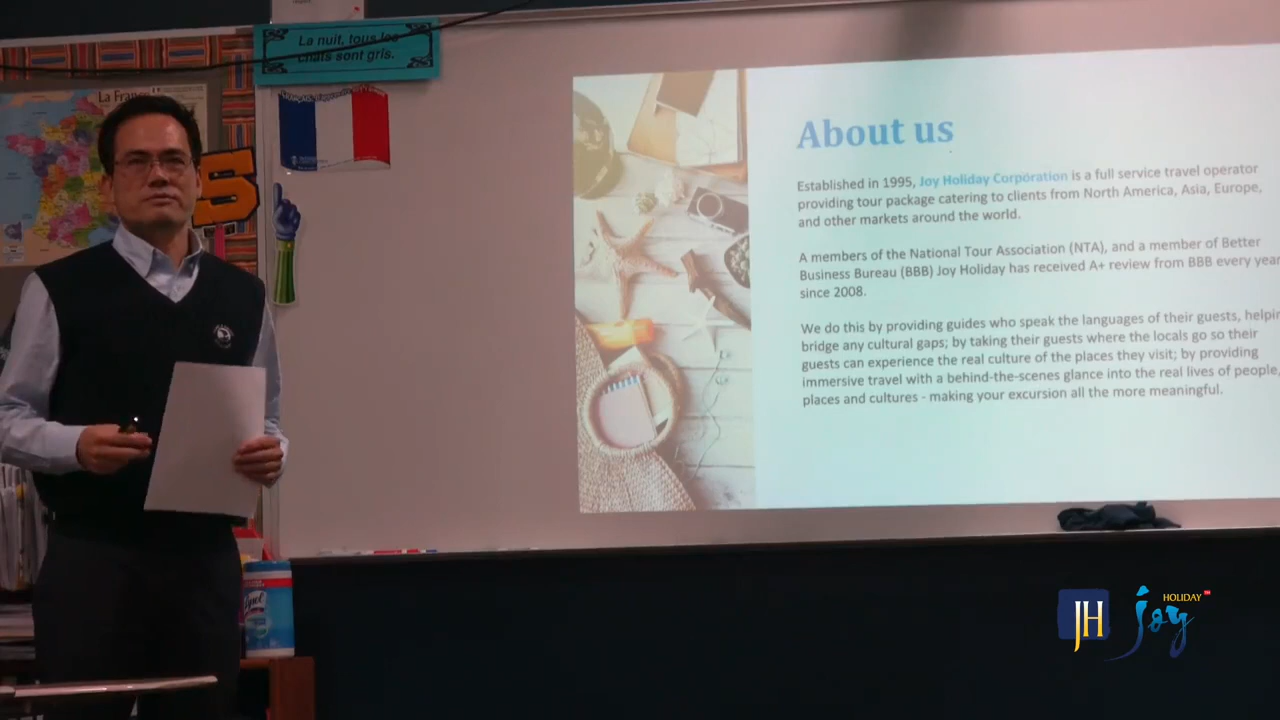 La nuit, tous les
chats sont gris.
La France
S
About us
Established in 1995, Joy Holiday Corporation is a full service travel operator
providing tour package catering to clients from North America, Asia, Europe,
and other markets around the world.
A members of the National Tour Association (NTA), and a member of Better
Business Bureau (BBB) Joy Holiday has received A+ review from BBB every year
since 2008.
We do this by providing guides who speak the languages of their guests, helpin
bridge any cultural gaps; by taking their guests where the locals go so their
guests can experience the real culture of the places they visit; by providing
immersive travel with a behind-the-scenes glance into the real lives of people,
places and cultures - making your excursion all the more meaningful.
Lysol
JH
HOLIDAY
joy